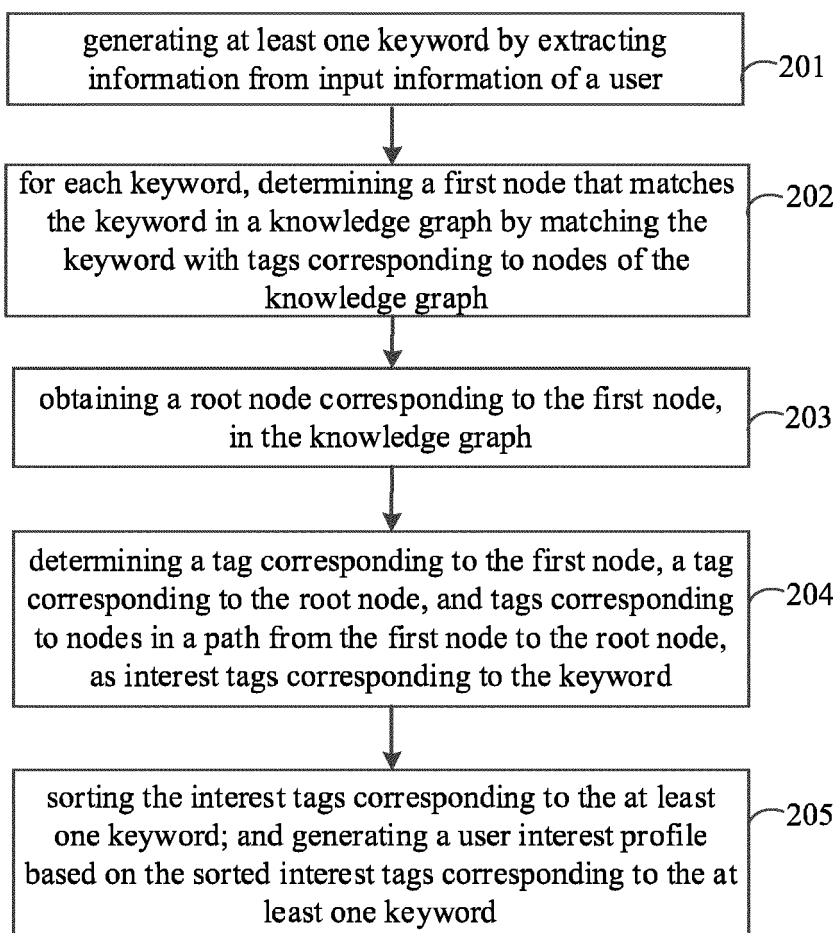 generating at least one keyword by extracting
information from input information of a user
201
for each keyword, determining a first node that matches
the keyword in a knowledge graph by matching the
keyword with tags corresponding to nodes of the
knowledge graph
202
obtaining a root node corresponding to the first node,
in the knowledge graph
203
determining a tag corresponding to the first node, a tag
corresponding to the root node, and tags corresponding
to nodes in a path from the first node to the root node,
as interest tags corresponding to the keyword
204
sorting the interest tags corresponding to the at least
one keyword; and generating a user interest profile
based on the sorted interest tags corresponding to the at
least one keyword
205